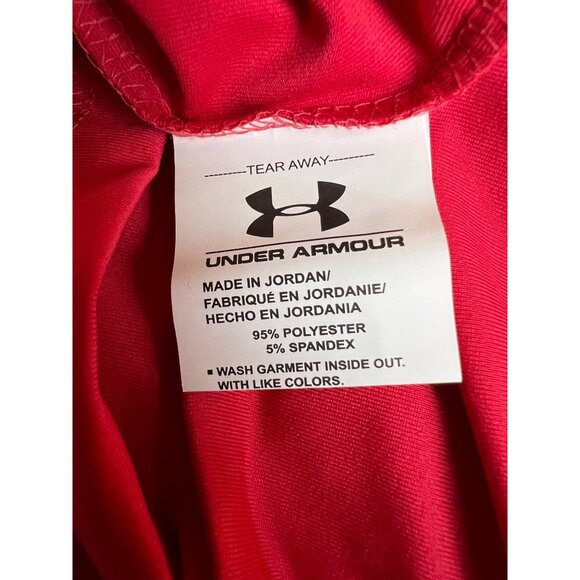 ----------TEAR AWAY-----------
UNDER ARMOUR
MADE IN JORDAN/
FABRIQUÉ EN JORDANIE/
HECHO EN JORDANIA
95% POLYESTER
5% SPANDEX
▪ WASH GARMENT INSIDE OUT.
WITH LIKE COLORS.